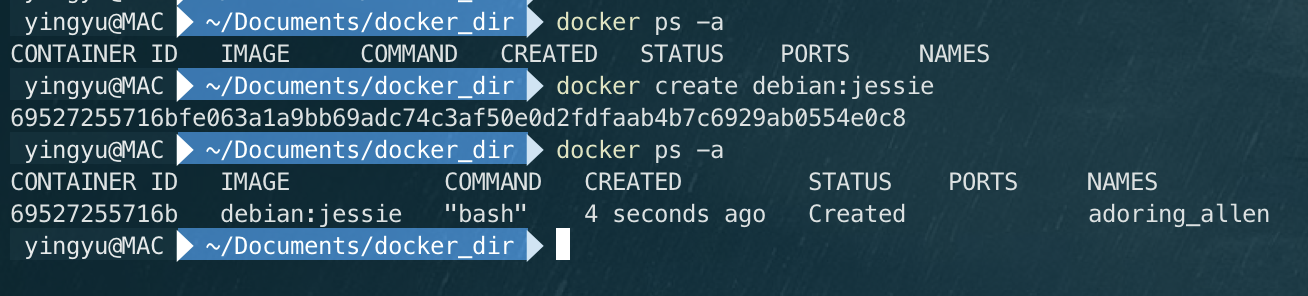 yingyu@MAC ~/Documents/docker_dir docker ps -a
CONTAINER ID IMAGE COMMAND CREATED STATUS PORTS NAMES
yingyu@MAC ~/Documents/docker_dir docker create debian:jessie
69527255716bfe063a1a9bb69adc74c3af50e0d2fdfaab4b7c6929ab0554e0c8
yingyu@MAC ~/Documents/docker_dir docker ps -a
CONTAINER ID IMAGE COMMAND CREATED STATUS PORTS NAMES
69527255716b debian:jessie "bash" 4 seconds ago Created adoring_allen
yingyu@MAC ~/Documents/docker_dir